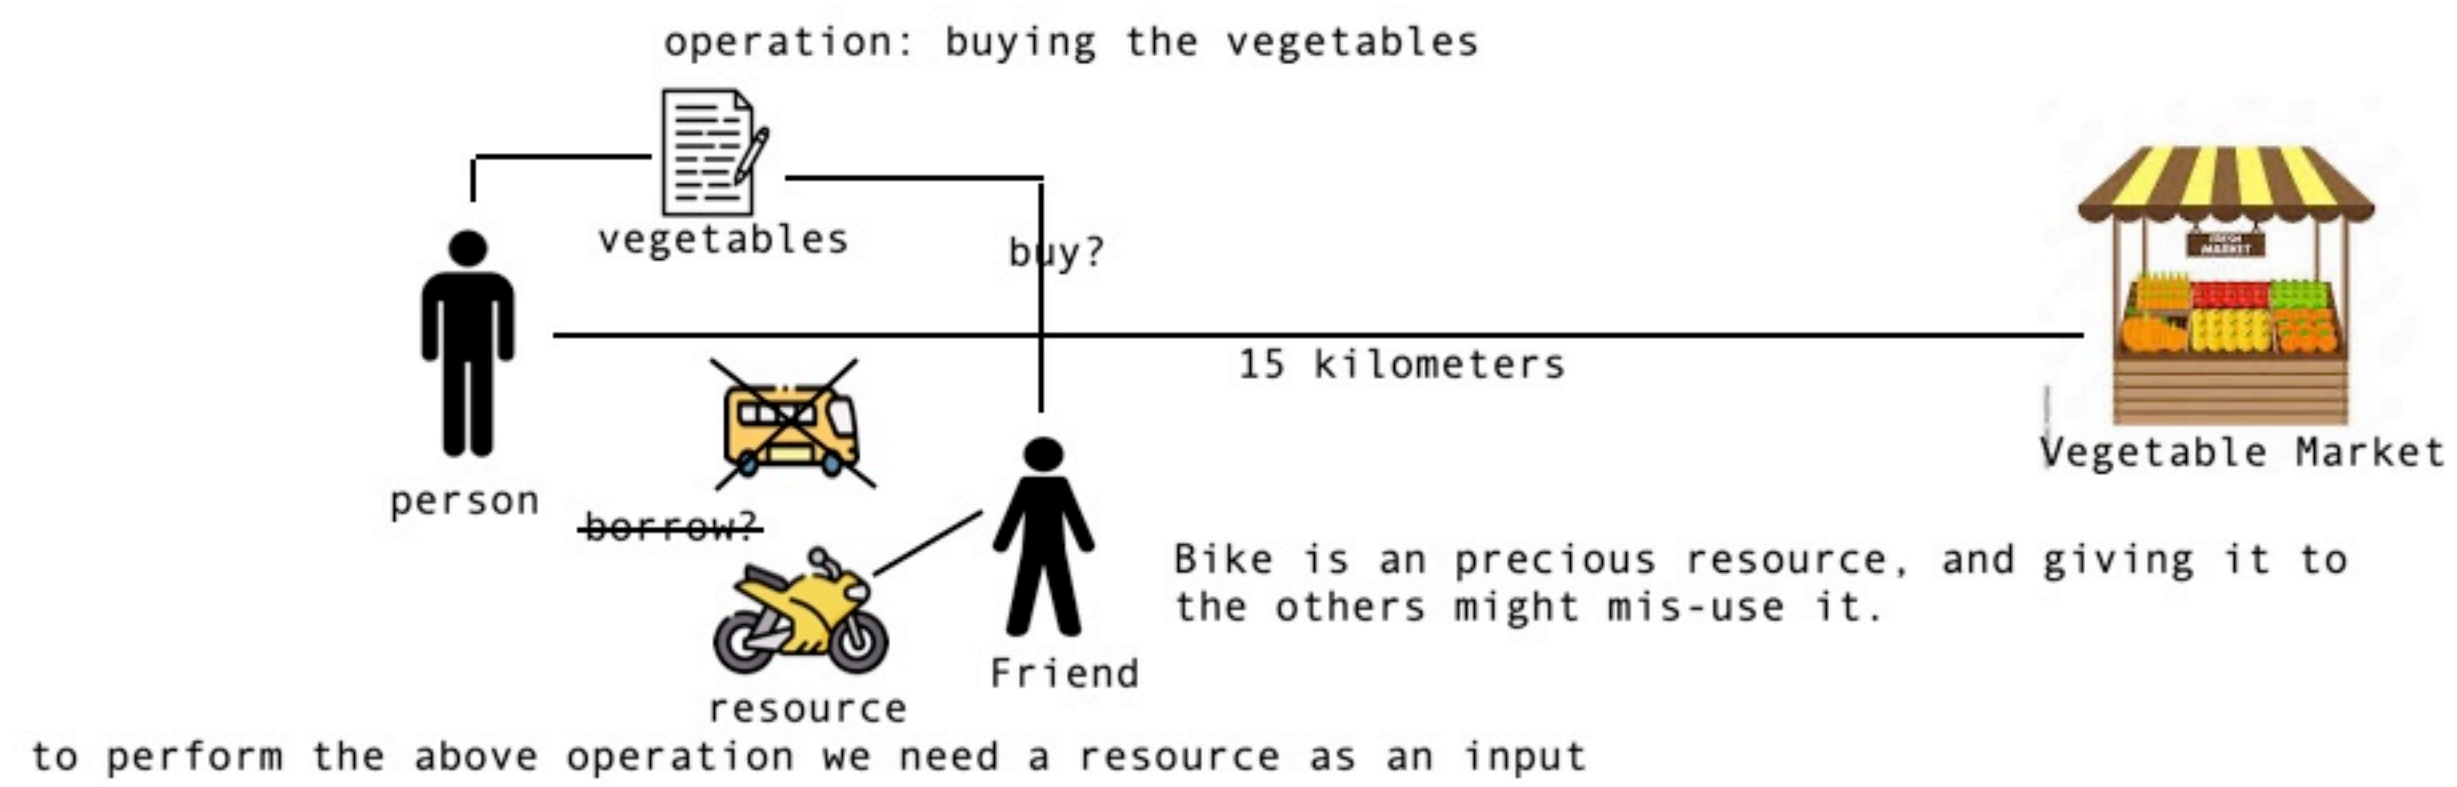 operation: buying the vegetables
vegetables
buy?
FRESH
MARKET
15 kilometers
Vegetable Market
person
borrow?
Bike is an precious resource, and giving it to
the others might mis-use it.
Friend
resource
to perform the above operation we need a resource as an input